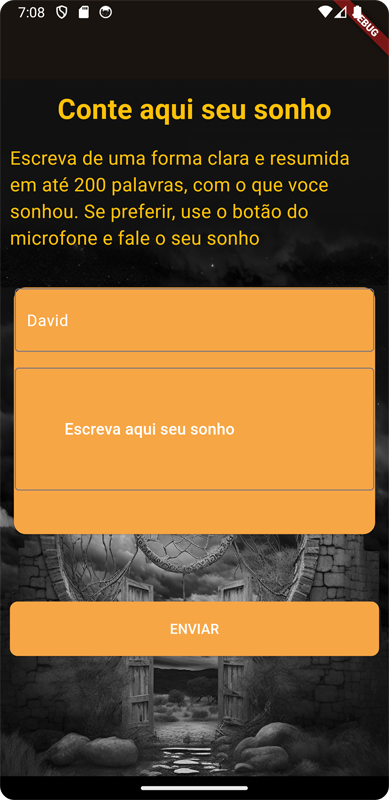 7:08
DEBUG
Conte aqui seu sonho
Escreva de uma forma clara e resumida
em até 200 palavras, com o que voce
sonhou. Se preferir, use o botão do
microfone e fale o seu sonho
David
Escreva aqui seu sonho
ENVIAR